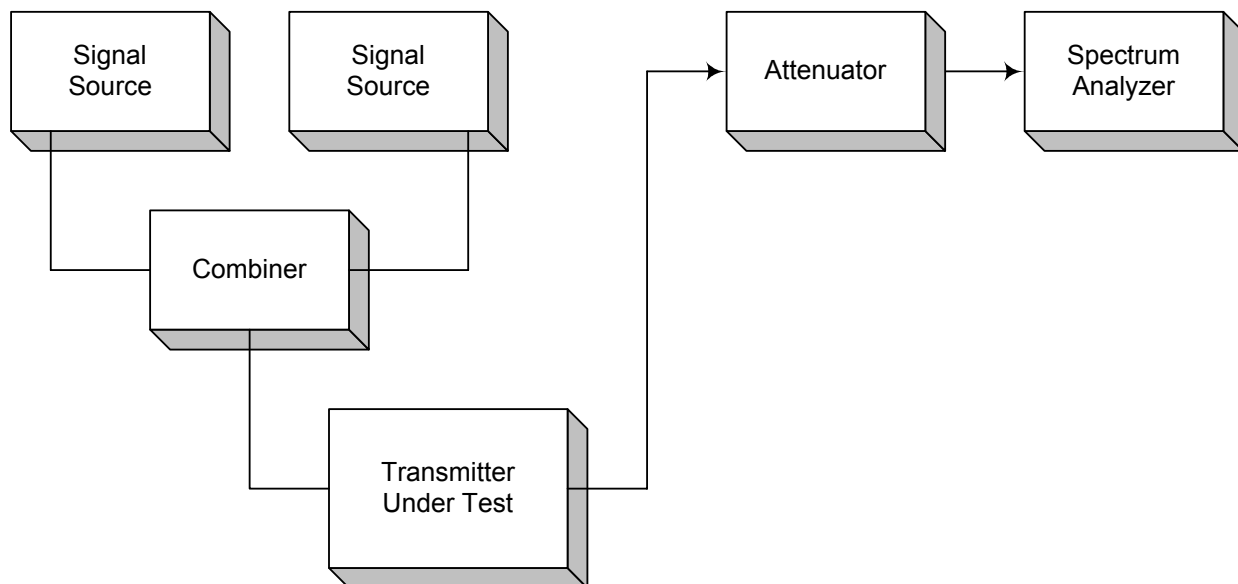 Signal
Source
Signal
Source
Attenuator
Spectrum
Analyzer
Combiner
Transmitter
Under Test